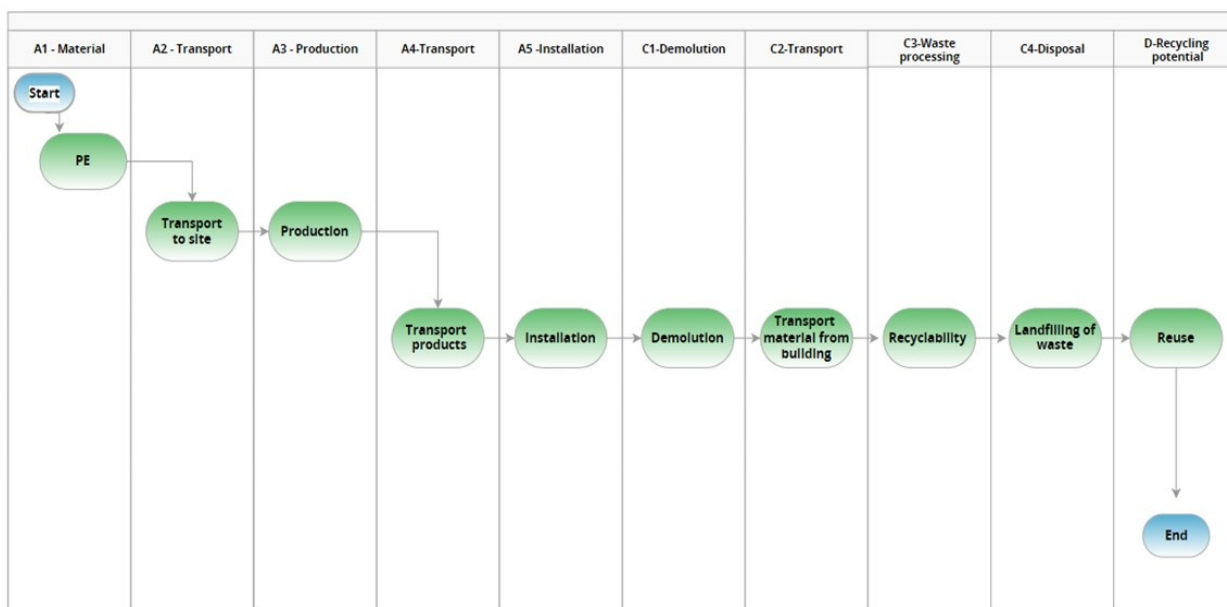 A1 - Material
A2 - Transport
A3 - Production
A4-Transport
A5 -Installation
C1-Demolution
C2-Transport
C3-Waste
processing
C4-Disposal
D-Recycling
potential
Start
PE
Transport
to site
Production
Transport
products
Installation
Demolution
Transport
material from
building
Recyclability
Landfilling of
waste
Reuse
End